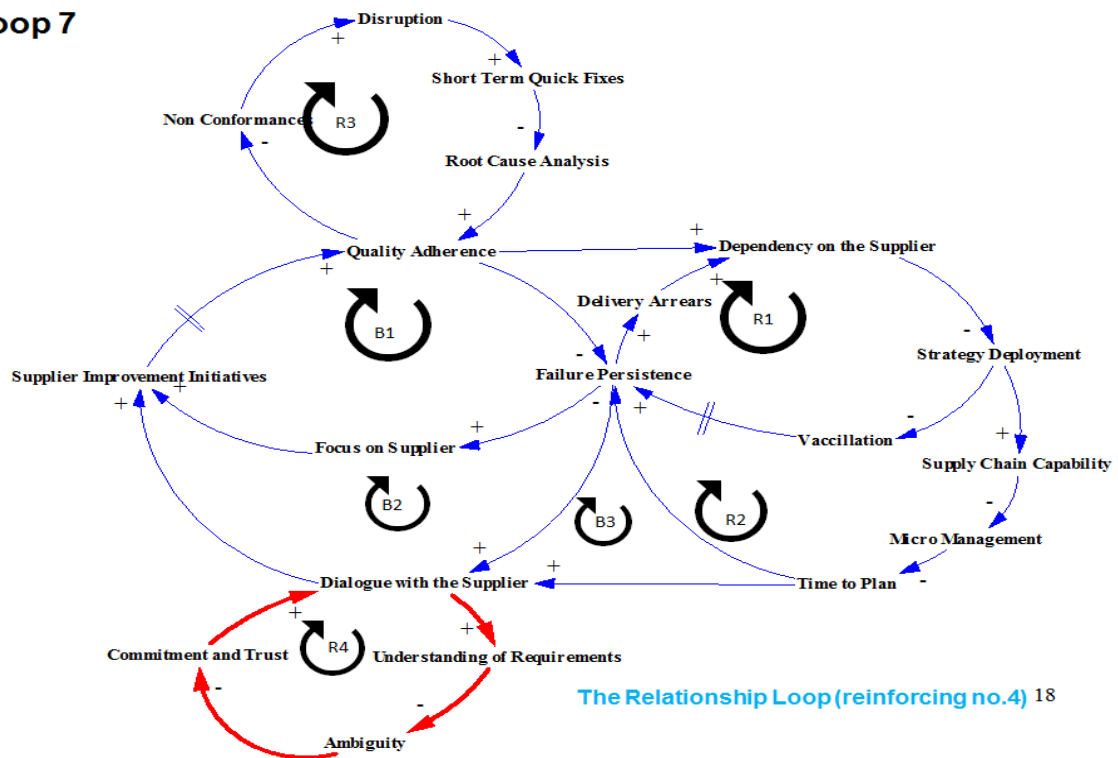 oop 7
Disruption
+
+
Short Term Quick Fixes
Non Conformances
R3
-
-
Root Cause Analysis
+
Quality Adherence
+
Dependency on the Supplier
+
B1
Delivery Arrears
+
R1
+
-
Strategy Deployment
-
Supplier Improvement Initiatives
Failure Persistence
+
+
-
+
-
+
Vaccillation
+
Focus on Supplier
Supply Chain Capability
B2
B3
R2
-
Micro Management
+
+
-
Dialogue with the Supplier
Time to Plan
+
+
Commitment and Trust
R4
Understanding of Requirements
-
-
The Relationship Loop (reinforcing no.4) 18
Ambiguity